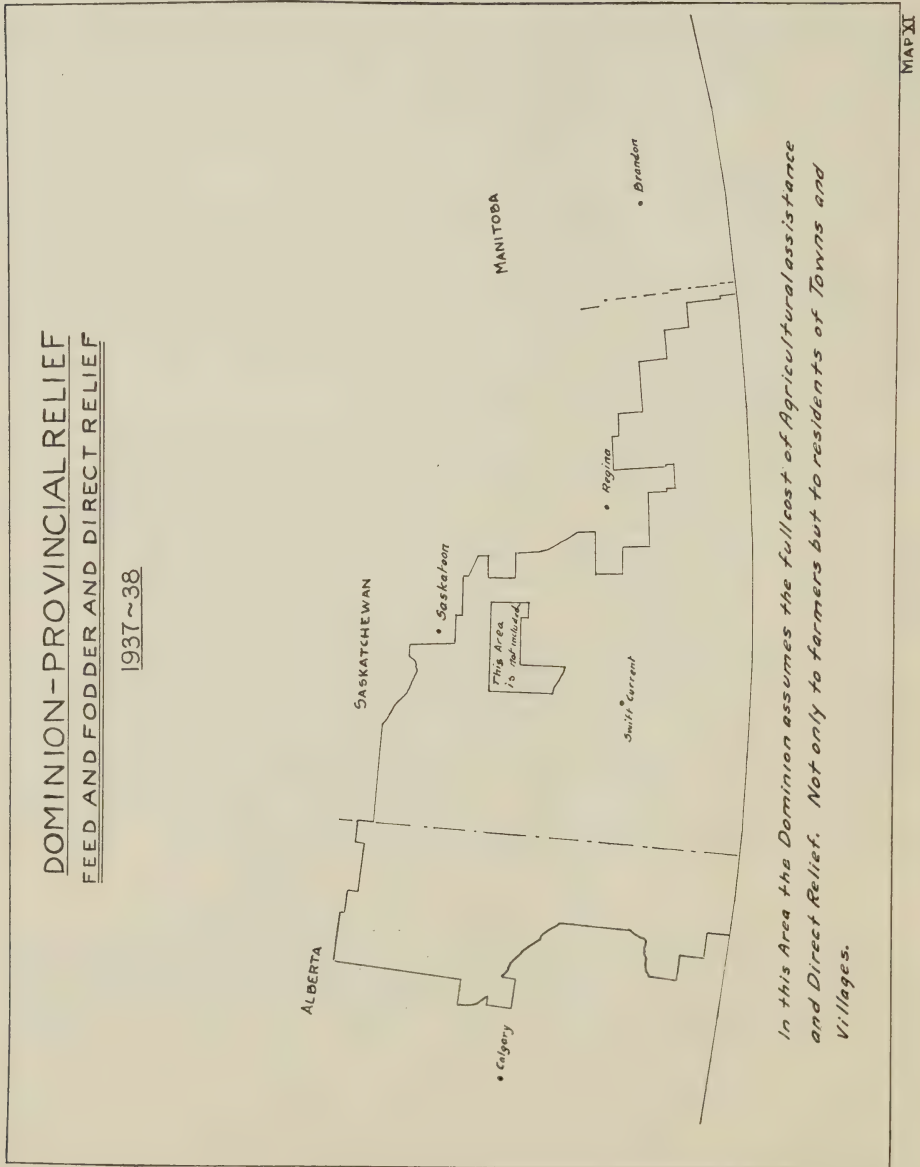 MAP XI
DOMINION-PROVINCIAL RELIEF
FEED AND FODDER AND DIRECT RELIEF
1937~38
ALBERTA
SASKATCHEWAN
MANITOBA
Calgary
Saskatoon
This Area
is not included
Regina
Swift Current
Brandon
In this Area the Dominion assumes the full cost of Agricultural assistance
and Direct Relief. Not only to farmers but to residents of Towns and
Villages.